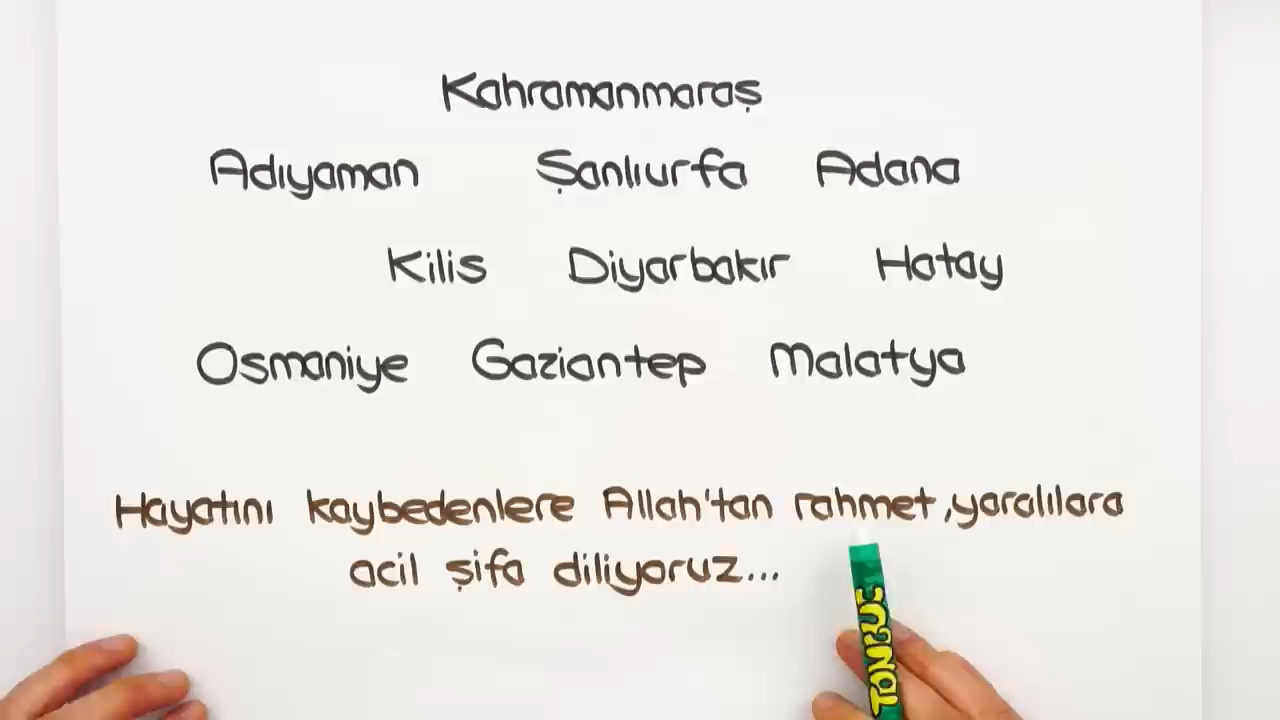 Kahramanmaraş
Adıyaman Şanlıurfa Adana
Kilis Diyarbakır Hatay
Osmaniye Gaziantep Malatya
Hayatını kaybedenlere Allah'tan rahmet, yaralılara
acil şifa diliyoruz...
TONGUÇ